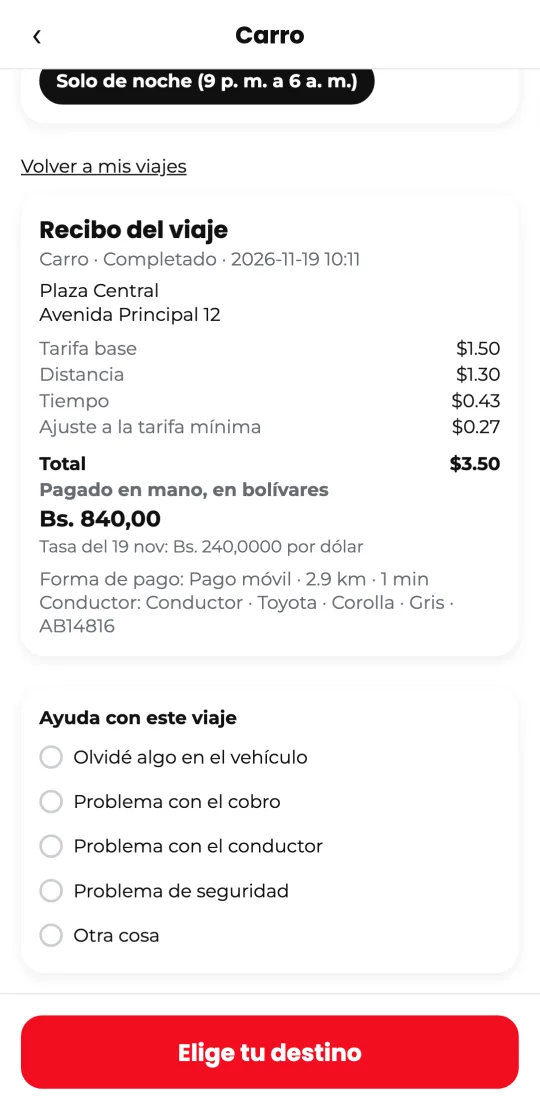 Carro
Solo de noche (9 p. m. a 6 a. m.)
Volver a mis viajes
Recibo del viaje
Carro · Completado · 2026-11-19 10:11
Plaza Central
Avenida Principal 12
Tarifa base $1.50
Distancia $1.30
Tiempo $0.43
Ajuste a la tarifa mínima $0.27
Total $3.50
Pagado en mano, en bolívares
Bs. 840,00
Tasa del 19 nov: Bs. 240,0000 por dólar
Forma de pago: Pago móvil · 2.9 km · 1 min
Conductor: Conductor · Toyota · Corolla · Gris ·
AB14816
Ayuda con este viaje
Olvidé algo en el vehículo
Problema con el cobro
Problema con el conductor
Problema de seguridad
Otra cosa
Elige tu destino